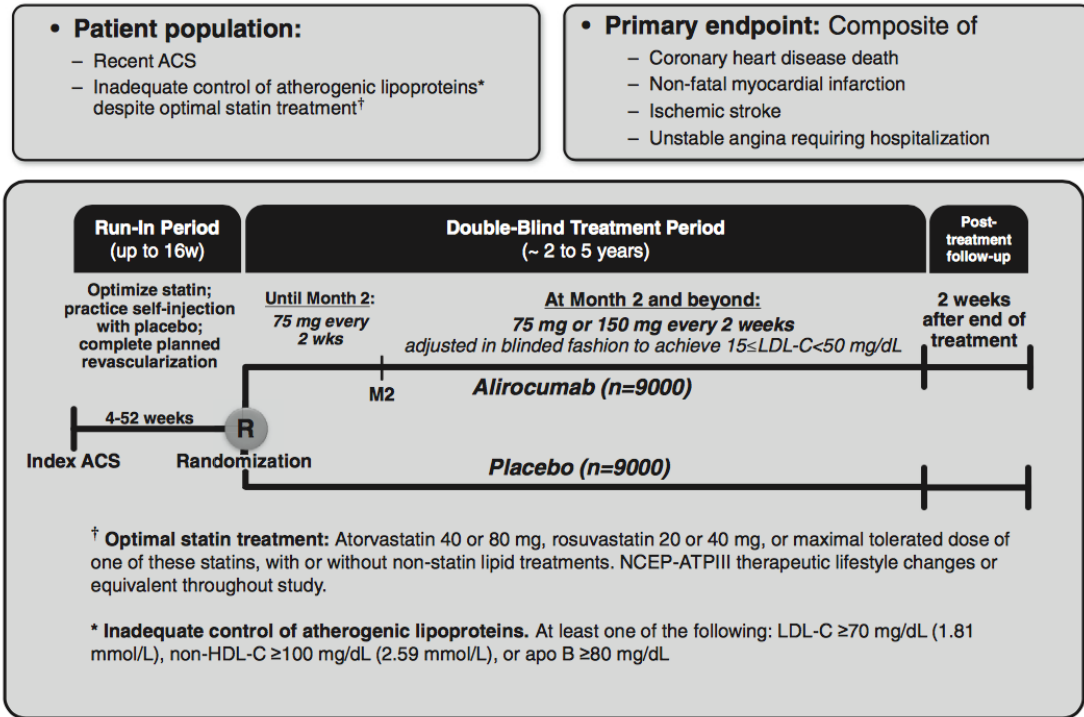 • Patient population:
– Recent ACS
– Inadequate control of atherogenic lipoproteins*
despite optimal statin treatment†
• Primary endpoint: Composite of
– Coronary heart disease death
– Non-fatal myocardial infarction
– Ischemic stroke
– Unstable angina requiring hospitalization
Run-In Period
(up to 16w)
Double-Blind Treatment Period
(~ 2 to 5 years)
Post-
treatment
follow-up
Optimize statin;
practice self-injection
with placebo;
complete planned
revascularization
Until Month 2:
75 mg every
2 wks
At Month 2 and beyond:
75 mg or 150 mg every 2 weeks
adjusted in blinded fashion to achieve 15≤LDL-C<50 mg/dL
2 weeks
after end of
treatment
M2
Alirocumab (n=9000)
4-52 weeks
R
Index ACS
Randomization
Placebo (n=9000)
† Optimal statin treatment: Atorvastatin 40 or 80 mg, rosuvastatin 20 or 40 mg, or maximal tolerated dose of
one of these statins, with or without non-statin lipid treatments. NCEP-ATPIII therapeutic lifestyle changes or
equivalent throughout study.
* Inadequate control of atherogenic lipoproteins. At least one of the following: LDL-C ≥70 mg/dL (1.81
mmol/L), non-HDL-C ≥100 mg/dL (2.59 mmol/L), or apo B ≥80 mg/dL